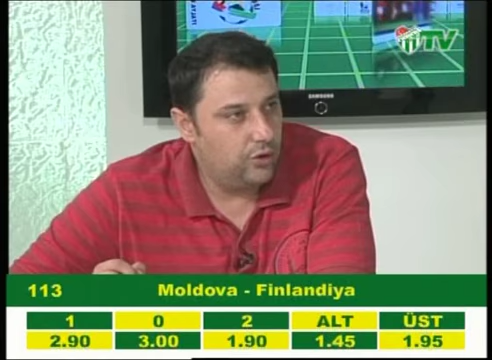 TV
SAMSUNG
113 Moldova - Finlandiya
1 0 2 ALT ÜST
2.90 3.00 1.90 1.45 1.95